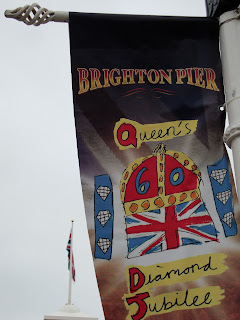 BRIGHTON PIER
Queen's
60
Diamond
Jubilee